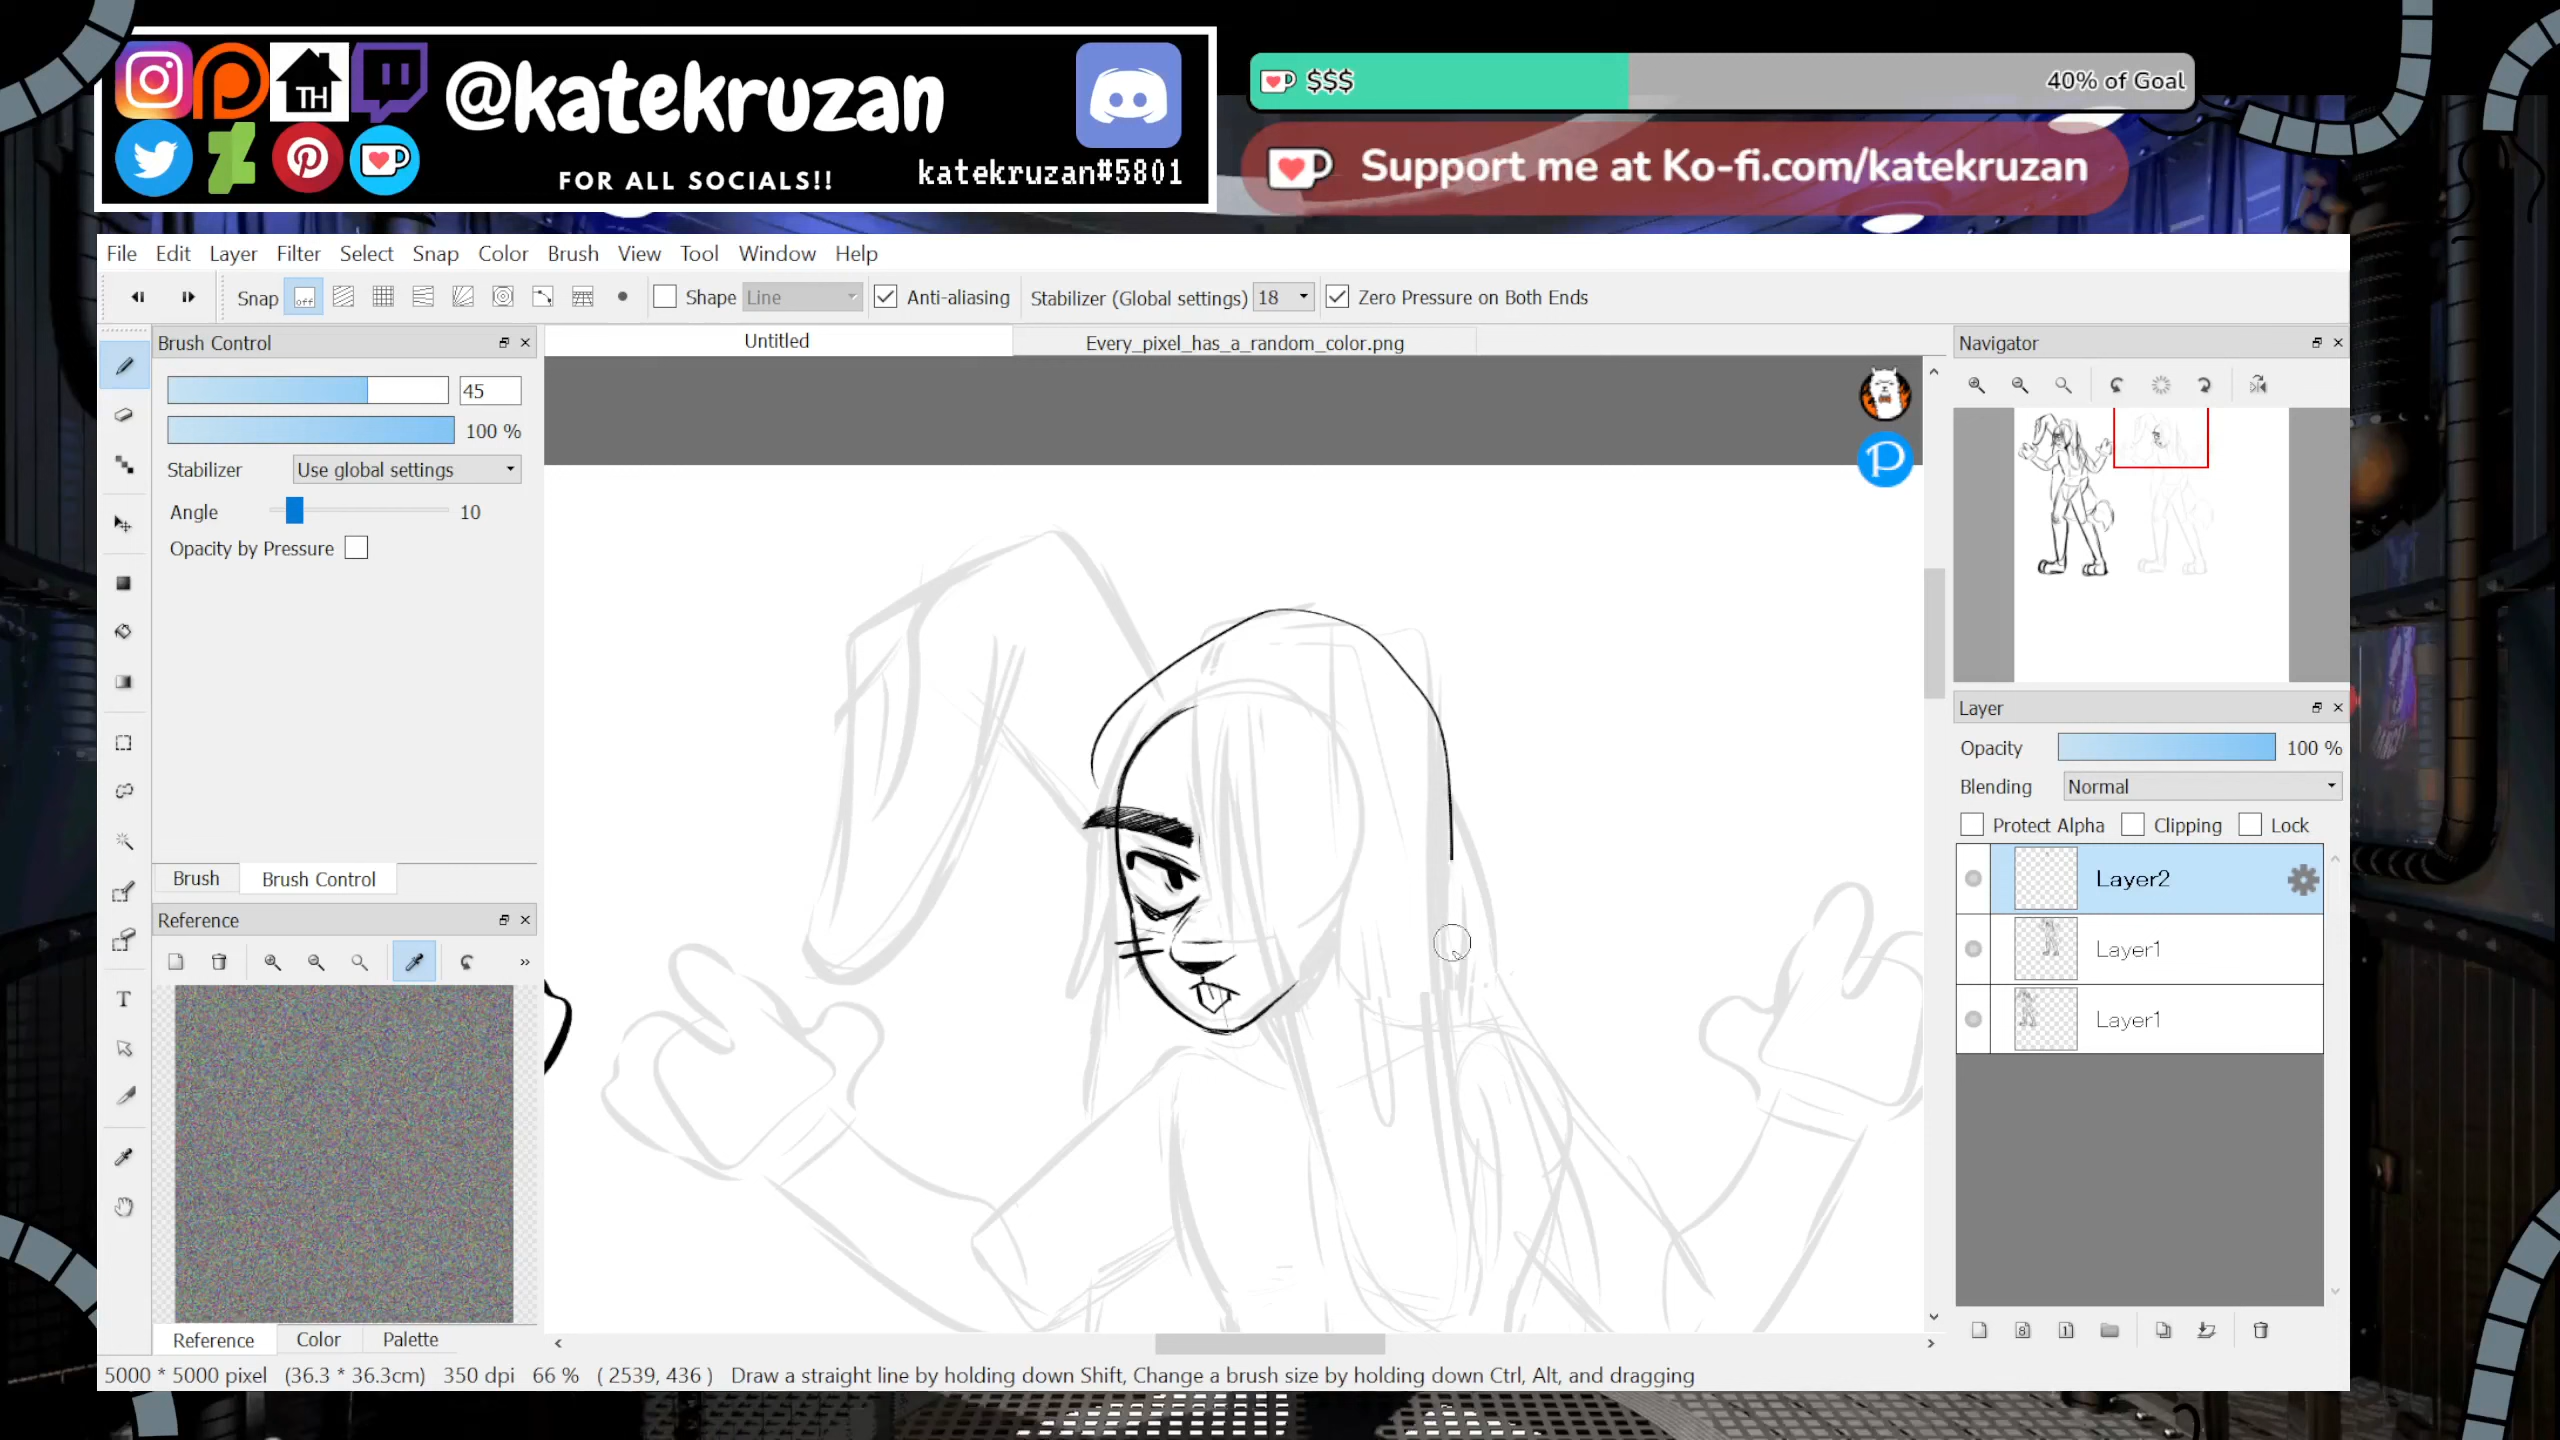 TH
@katekruzan
FOR ALL SOCIALS!!
katekruzan#5801
$$$
40% of Goal
Support me at Ko-fi.com/katekruzan
File Edit Layer Filter Select Snap Color Brush View Tool Window Help
Snap off Shape Line Anti-aliasing Stabilizer (Global settings) 18 Zero Pressure on Both Ends
Brush Control
45
100 %
Stabilizer Use global settings
Angle 10
Opacity by Pressure
Brush Brush Control
Reference
»
Reference Color Palette
Untitled Every_pixel_has_a_random_color.png
P
Navigator
Layer
Opacity 100 %
Blending Normal
Protect Alpha Clipping Lock
Layer2
Layer1
Layer1
8 1
T
5000 * 5000 pixel (36.3 * 36.3cm) 350 dpi 66 % ( 2539, 436 ) Draw a straight line by holding down Shift, Change a brush size by holding down Ctrl, Alt, and dragging